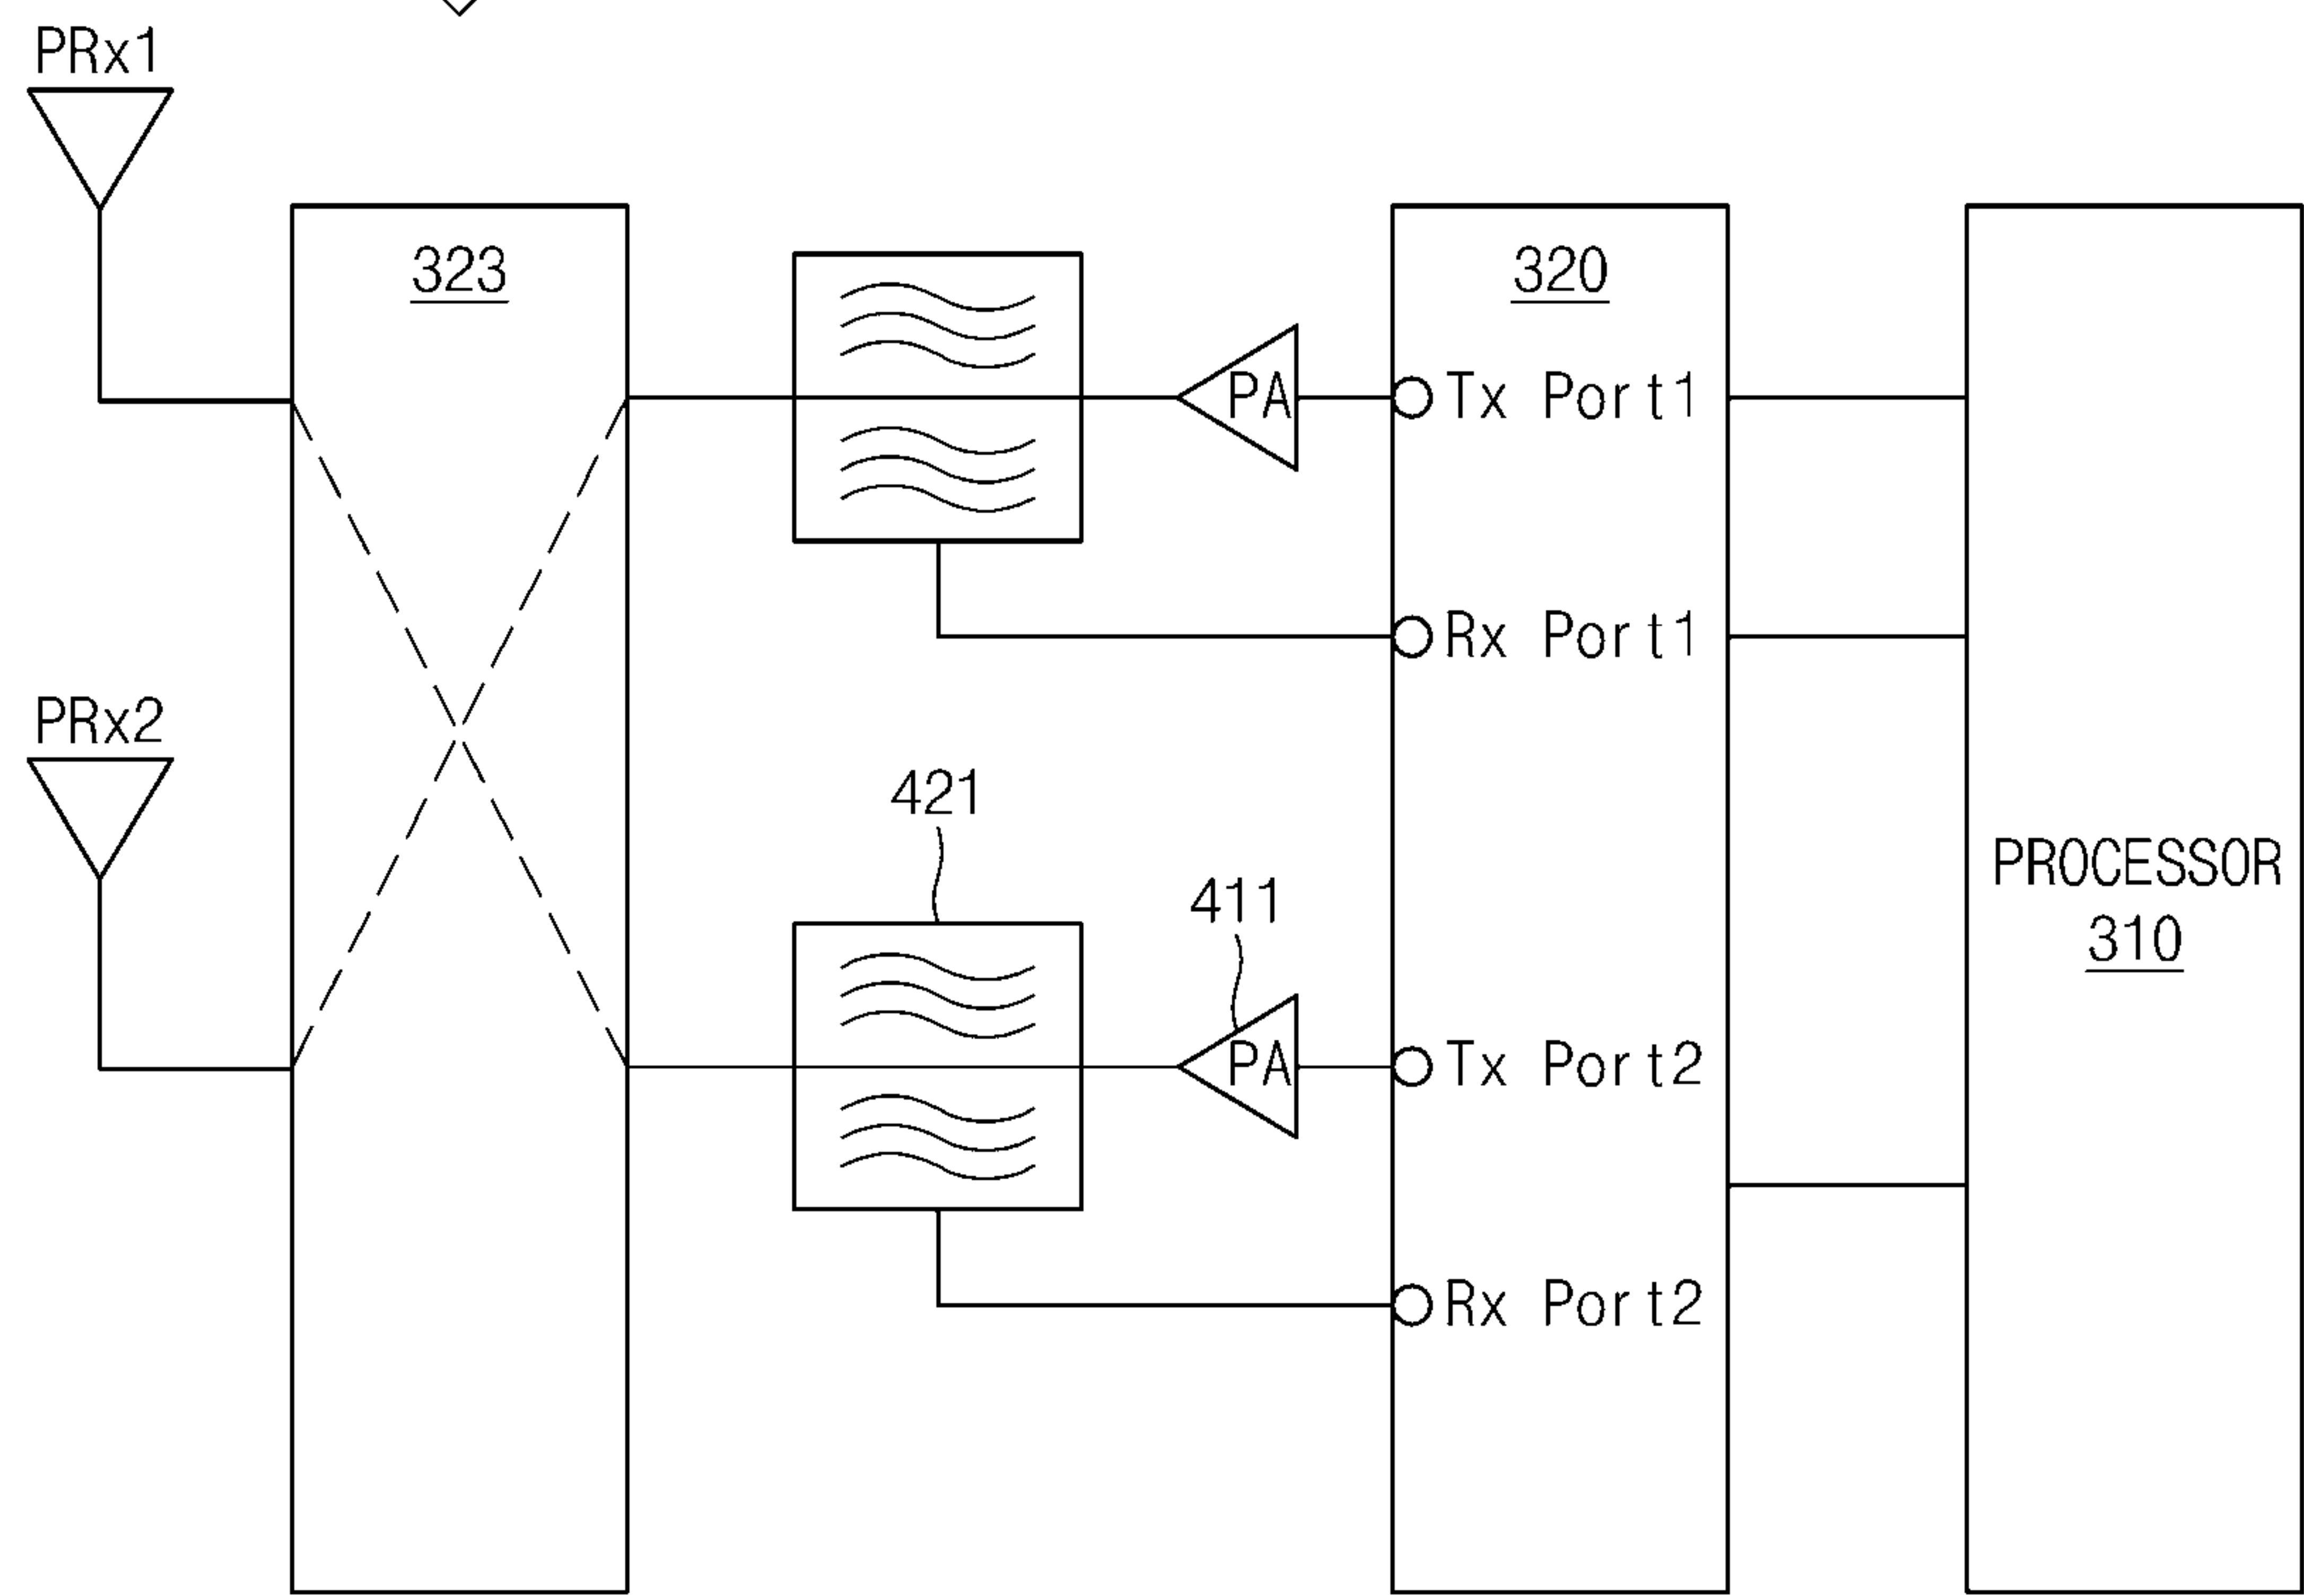 PRx1
323
320
PA
Tx Port1
Rx Port1
PRx2
421
411
PROCESSOR
310
PA
Tx Port2
Rx Port2